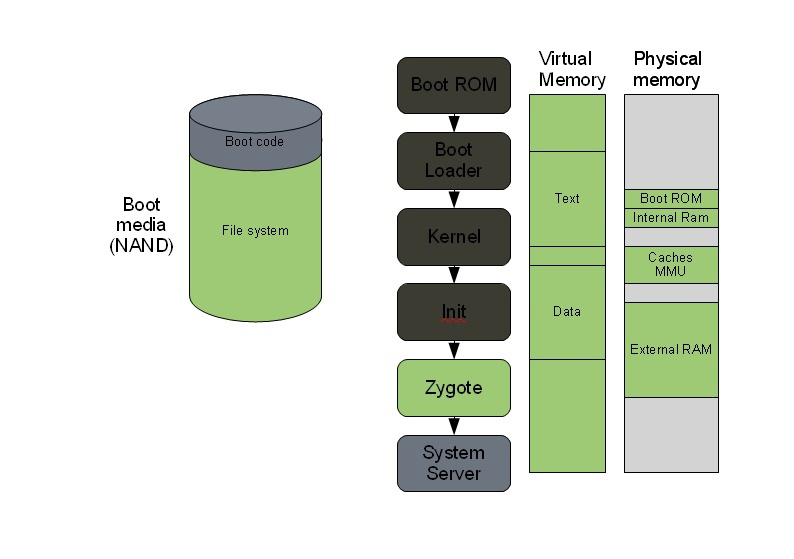 Boot code
File system
Boot
media
(NAND)
Boot ROM
Boot
Loader
Kernel
Init
Zygote
System
Server
Virtual
Memory
Text
Data
Physical
memory
Boot ROM
Internal Ram
Caches
MMU
External RAM